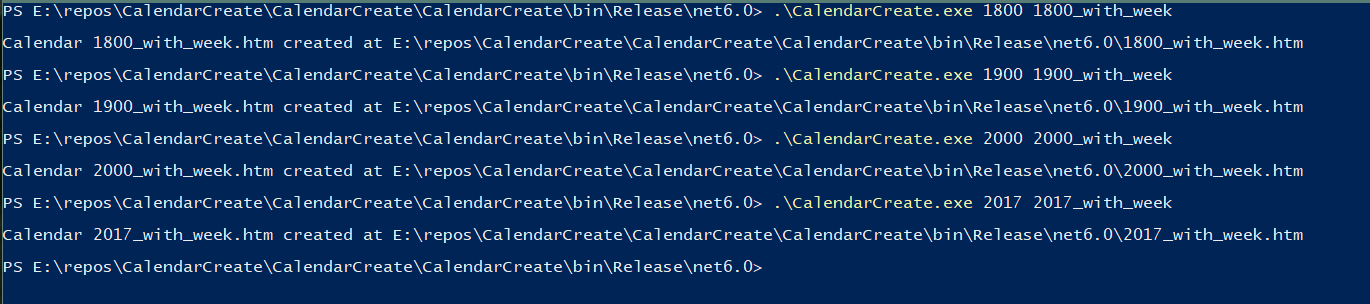 PS E:\repos\CalendarCreate\CalendarCreate\CalendarCreate\bin\Release\net6.0> .\CalendarCreate.exe 1800 1800_with_week
Calendar 1800_with_week.htm created at E:\repos\CalendarCreate\CalendarCreate\CalendarCreate\bin\Release\net6.0\1800_with_week.htm
PS E:\repos\CalendarCreate\CalendarCreate\CalendarCreate\bin\Release\net6.0> .\CalendarCreate.exe 1900 1900_with_week
Calendar 1900_with_week.htm created at E:\repos\CalendarCreate\CalendarCreate\CalendarCreate\bin\Release\net6.0\1900_with_week.htm
PS E:\repos\CalendarCreate\CalendarCreate\CalendarCreate\bin\Release\net6.0> .\CalendarCreate.exe 2000 2000_with_week
Calendar 2000_with_week.htm created at E:\repos\CalendarCreate\CalendarCreate\CalendarCreate\bin\Release\net6.0\2000_with_week.htm
PS E:\repos\CalendarCreate\CalendarCreate\CalendarCreate\bin\Release\net6.0> .\CalendarCreate.exe 2017 2017_with_week
Calendar 2017_with_week.htm created at E:\repos\CalendarCreate\CalendarCreate\CalendarCreate\bin\Release\net6.0\2017_with_week.htm
PS E:\repos\CalendarCreate\CalendarCreate\CalendarCreate\bin\Release\net6.0>